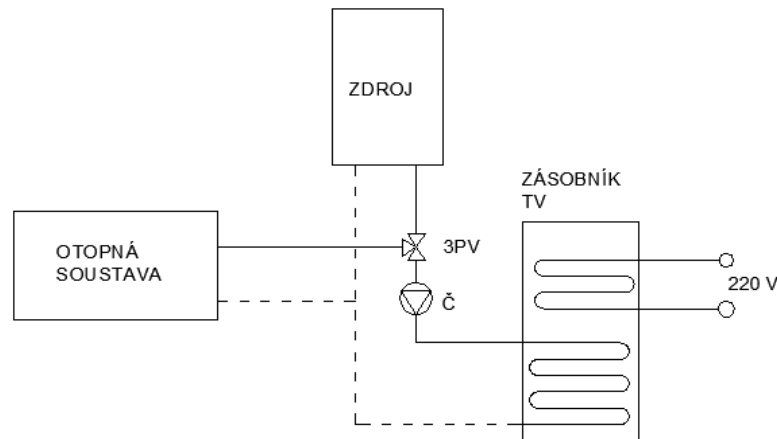 ZDROJ
ZÁSOBNÍK
TV
OTOPNÁ
SOUSTAVA
3PV
220 V
Č